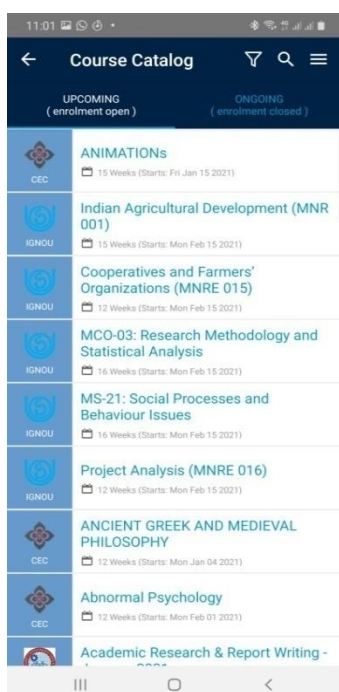 11:01
Course Catalog
UPCOMING
( enrolment open )
ONGOING
( enrolment closed )
CEC
ANIMATIONs
15 Weeks (Starts: Fri Jan 15 2021)
IGNOU
Indian Agricultural Development (MNR
001)
15 Weeks (Starts: Mon Feb 15 2021)
IGNOU
Cooperatives and Farmers'
Organizations (MNRE 015)
12 Weeks (Starts: Mon Feb 15 2021)
IGNOU
MCO-03: Research Methodology and
Statistical Analysis
16 Weeks (Starts: Mon Feb 15 2021)
IGNOU
MS-21: Social Processes and
Behaviour Issues
16 Weeks (Starts: Mon Feb 15 2021)
IGNOU
Project Analysis (MNRE 016)
12 Weeks (Starts: Mon Feb 15 2021)
CEC
ANCIENT GREEK AND MEDIEVAL
PHILOSOPHY
12 Weeks (Starts: Mon Jan 04 2021)
CEC
Abnormal Psychology
12 Weeks (Starts: Mon Feb 01 2021)
Academic Research & Report Writing -